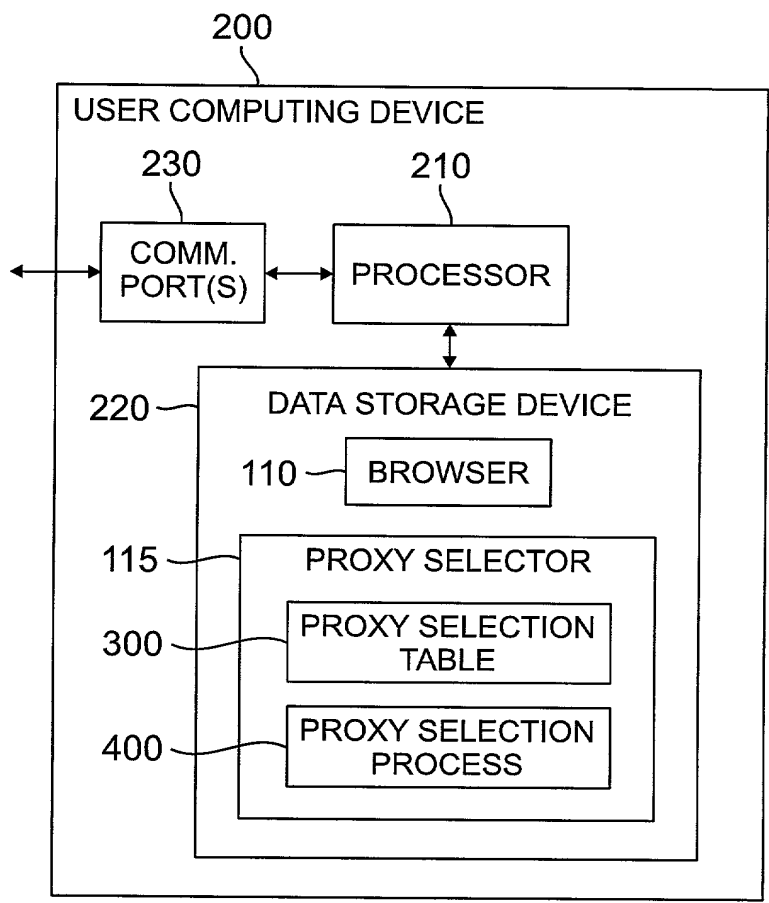 200
USER COMPUTING DEVICE
230
210
COMM.
PORT(S)
PROCESSOR
220
DATA STORAGE DEVICE
110
BROWSER
115
PROXY SELECTOR
300
PROXY SELECTION
TABLE
400
PROXY SELECTION
PROCESS